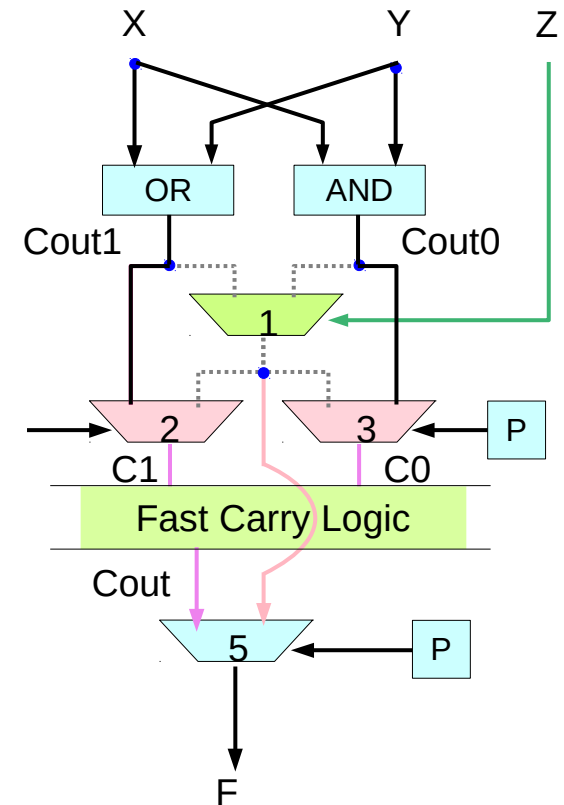 X Y Z
OR AND
Cout1 Cout0
1
2 3 P
C1 C0
Fast Carry Logic
Cout
5 P
F